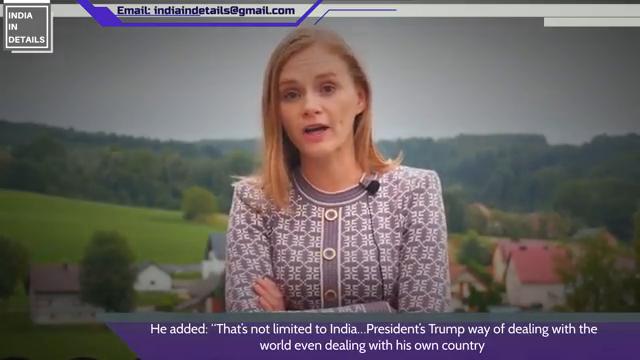 Email: indiaindetails@gmail.com
INDIA
IN
DETAILS
He added: "That's not limited to India...President's Trump way of dealing with the
world even dealing with his own country